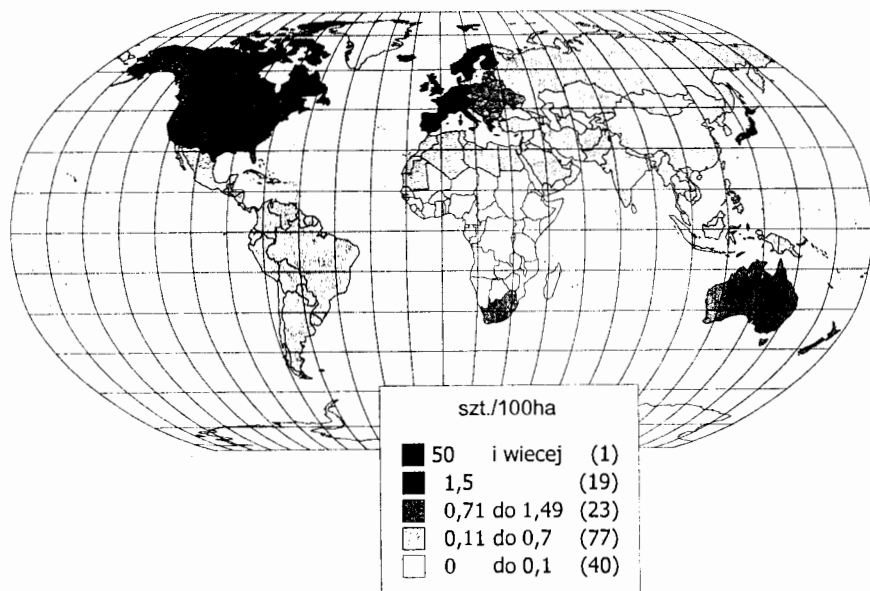 szt./100ha
50 i wiecej (1)
1,5 (19)
0,71 do 1,49 (23)
0,11 do 0,7 (77)
0 do 0,1 (40)